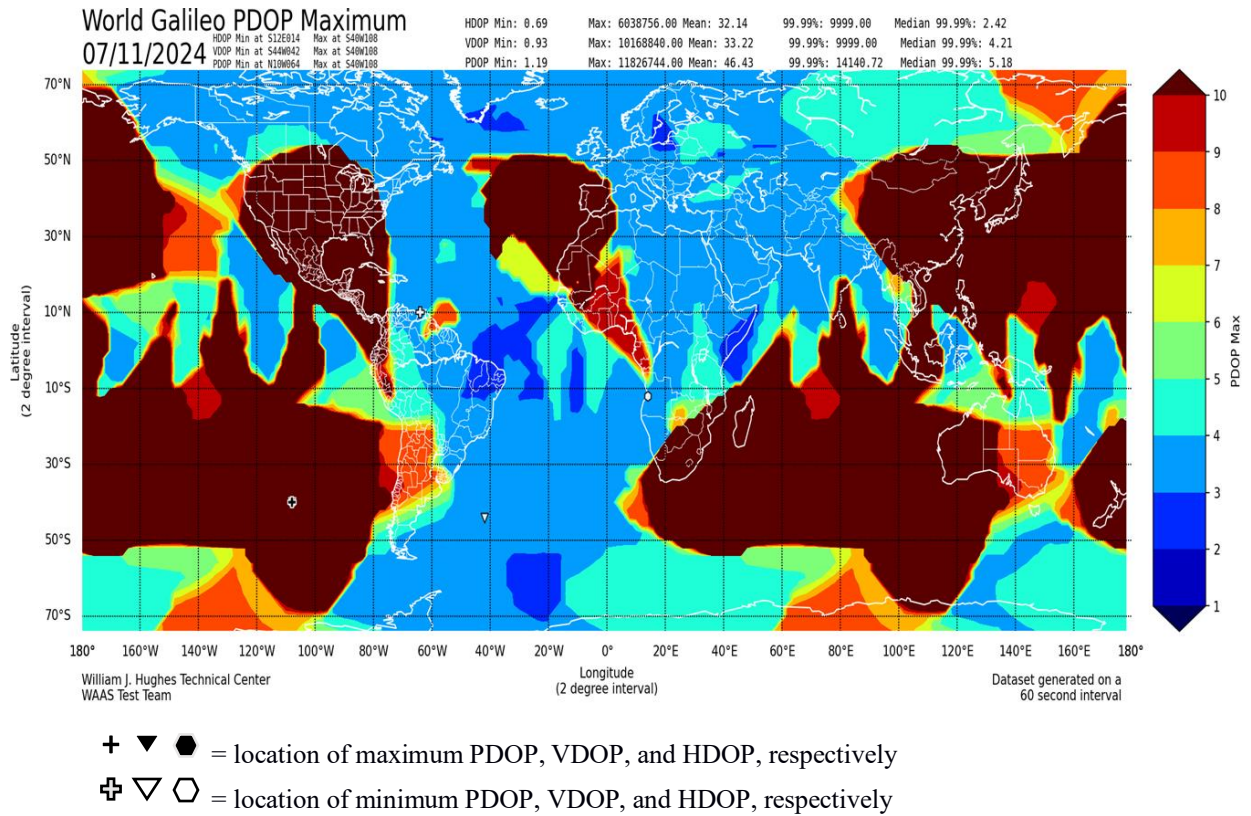 World Galileo PDOP Maximum
07/11/2024
HDOP Min at S12E014 Max at S40W108
VDOP Min at S44W042 Max at S40W108
PDOP Min at N10W064 Max at S40W108
HDOP Min: 0.69 Max: 6038756.00 Mean: 32.14 99.99%: 9999.00 Median 99.99%: 2.42
VDOP Min: 0.93 Max: 10168840.00 Mean: 33.22 99.99%: 9999.00 Median 99.99%: 4.21
PDOP Min: 1.19 Max: 11826744.00 Mean: 46.43 99.99%: 14140.72 Median 99.99%: 5.18
70°N
50°N
30°N
10°N
10°S
30°S
50°S
70°S
Latitude
(2 degree interval)
180° 160°W 140°W 120°W 100°W 80°W 60°W 40°W 20°W 0°E 20°E 40°E 60°E 80°E 100°E 120°E 140°E 160°E 180°
Longitude
(2 degree interval)
10
9
8
7
6
5
4
3
2
1
PDOP Max
William J. Hughes Technical Center
WAAS Test Team
Dataset generated on a
60 second interval
= location of maximum PDOP, VDOP, and HDOP, respectively
= location of minimum PDOP, VDOP, and HDOP, respectively